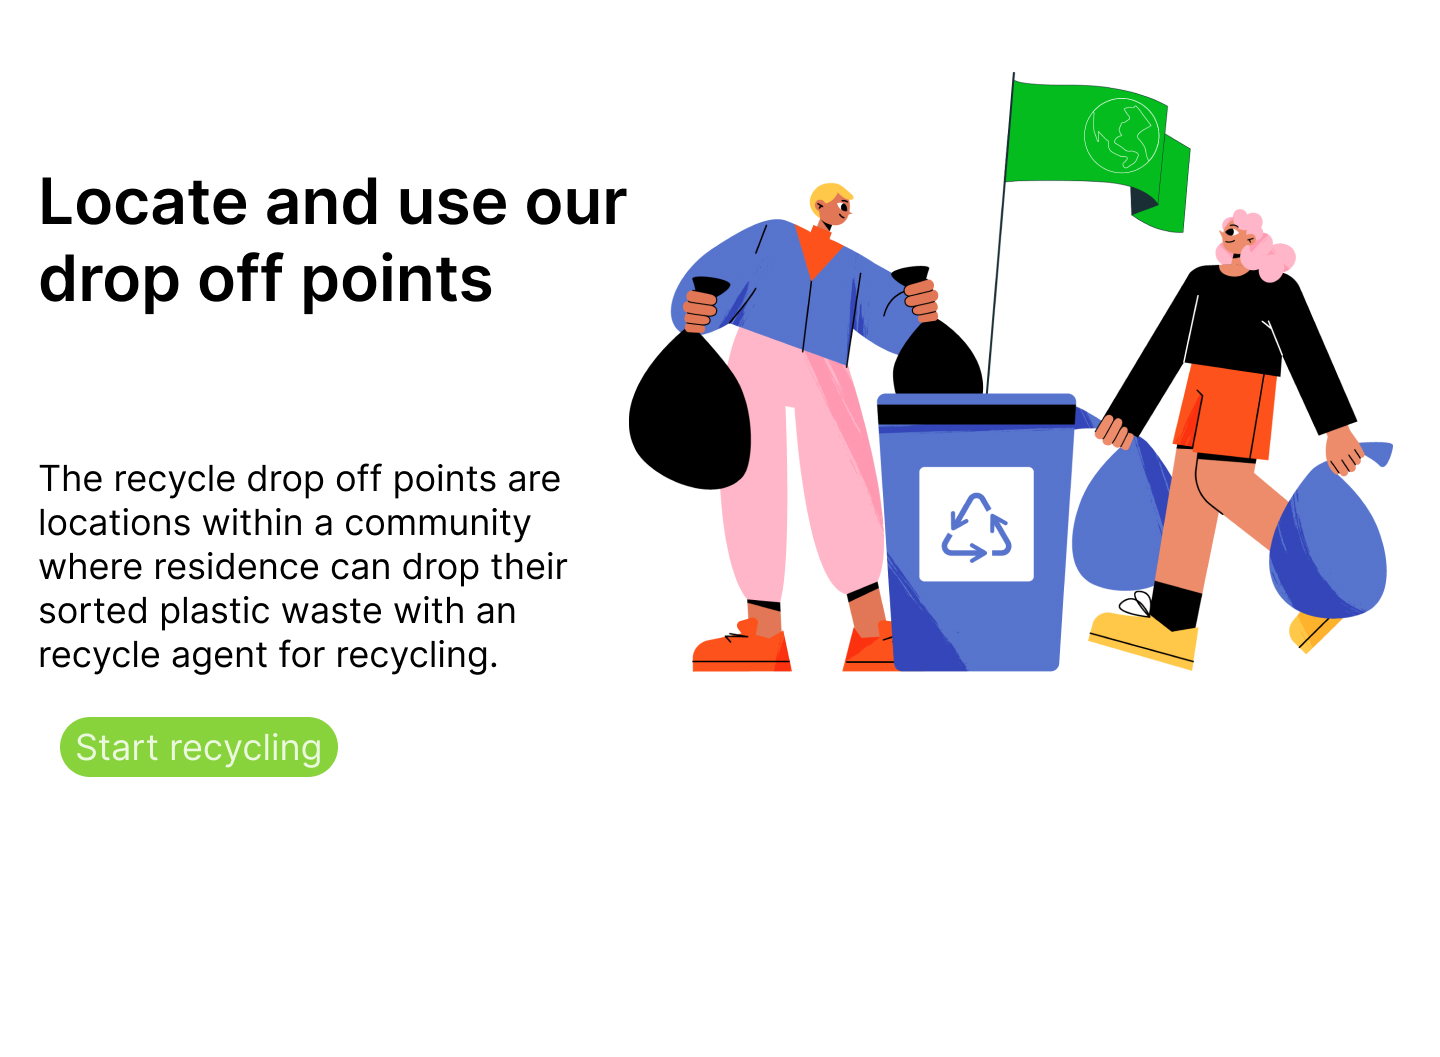 Locate and use our
drop off points
The recycle drop off points are
locations within a community
where residence can drop their
sorted plastic waste with an
recycle agent for recycling.
Start recycling